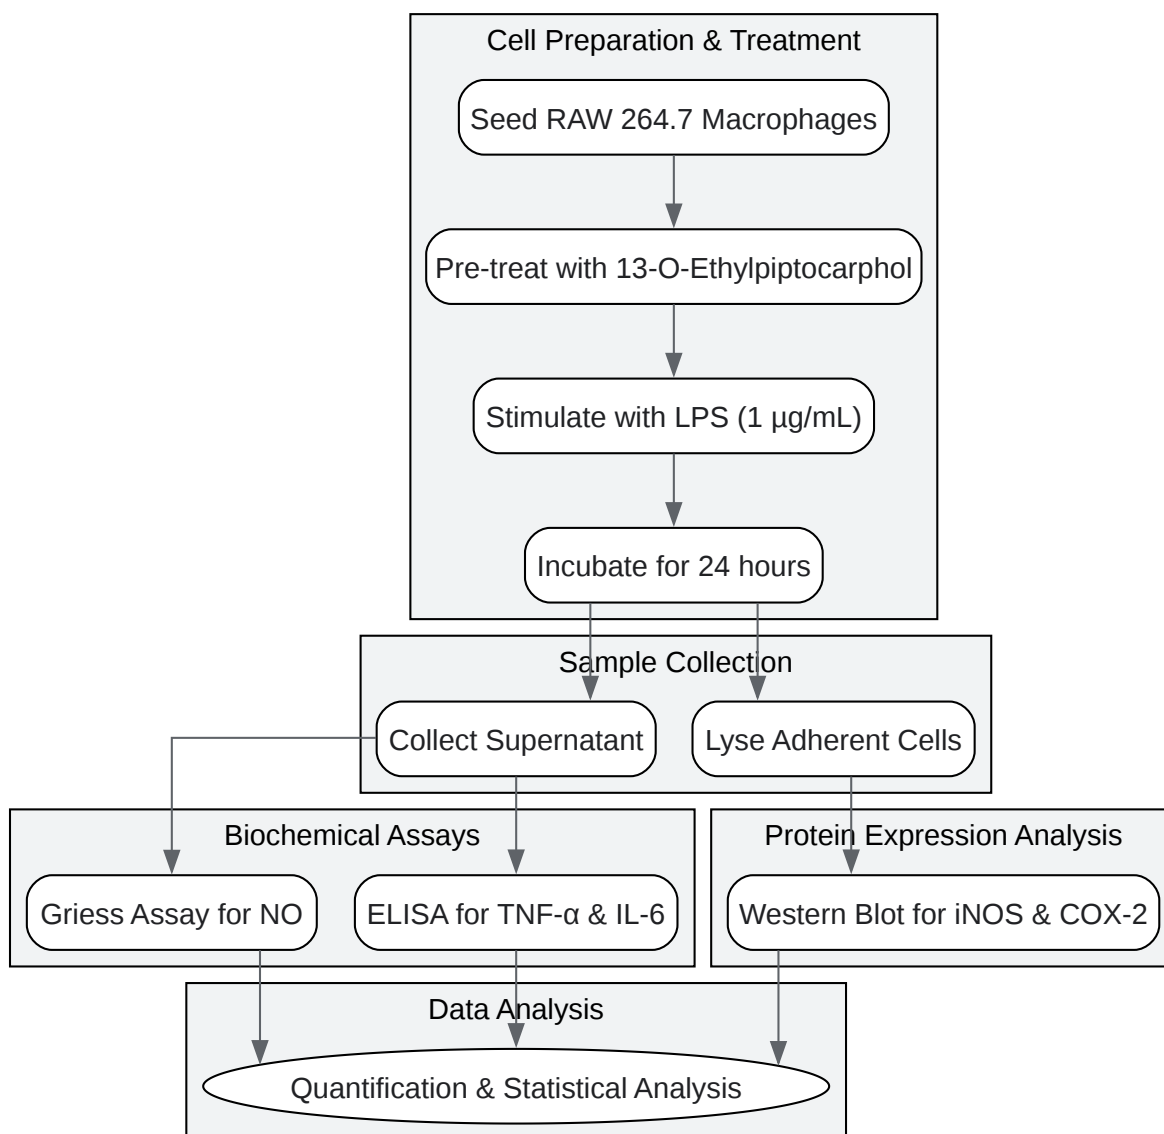 Cell Preparation & Treatment
Seed RAW 264.7 Macrophages
Pre-treat with 13-O-Ethylpiptocarphol
Stimulate with LPS (1 µg/mL)
Incubate for 24 hours
Sample Collection
Collect Supernatant
Lyse Adherent Cells
Biochemical Assays
Protein Expression Analysis
Griess Assay for NO
ELISA for TNF-α & IL-6
Western Blot for iNOS & COX-2
Data Analysis
Quantification & Statistical Analysis